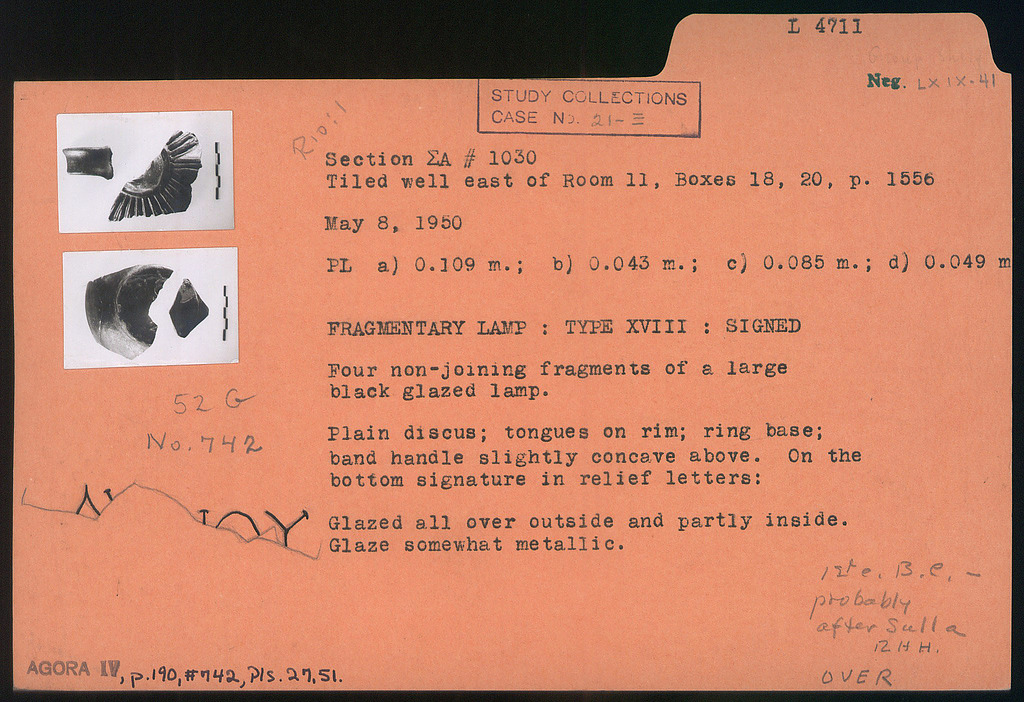 L 4711
Neg. LXIX-41
STUDY COLLECTIONS
CASE No. 21-Ξ
R10:1
Section ΣA # 1030
Tiled well east of Room 11, Boxes 18, 20, p. 1556
May 8, 1950
PL a) 0.109 m.; b) 0.043 m.; c) 0.085 m.; d) 0.049 m
FRAGMENTARY LAMP : TYPE XVIII : SIGNED
Four non-joining fragments of a large
black glazed lamp.
52 G
No. 742
Plain discus; tongues on rim; ring base;
band handle slightly concave above. On the
bottom signature in relief letters:
Glazed all over outside and partly inside.
Glaze somewhat metallic.
1st c. B.C. -
probably
after Sulla
RHH.
OVER
AGORA IV, p.190, #742, Pls. 27, 51.